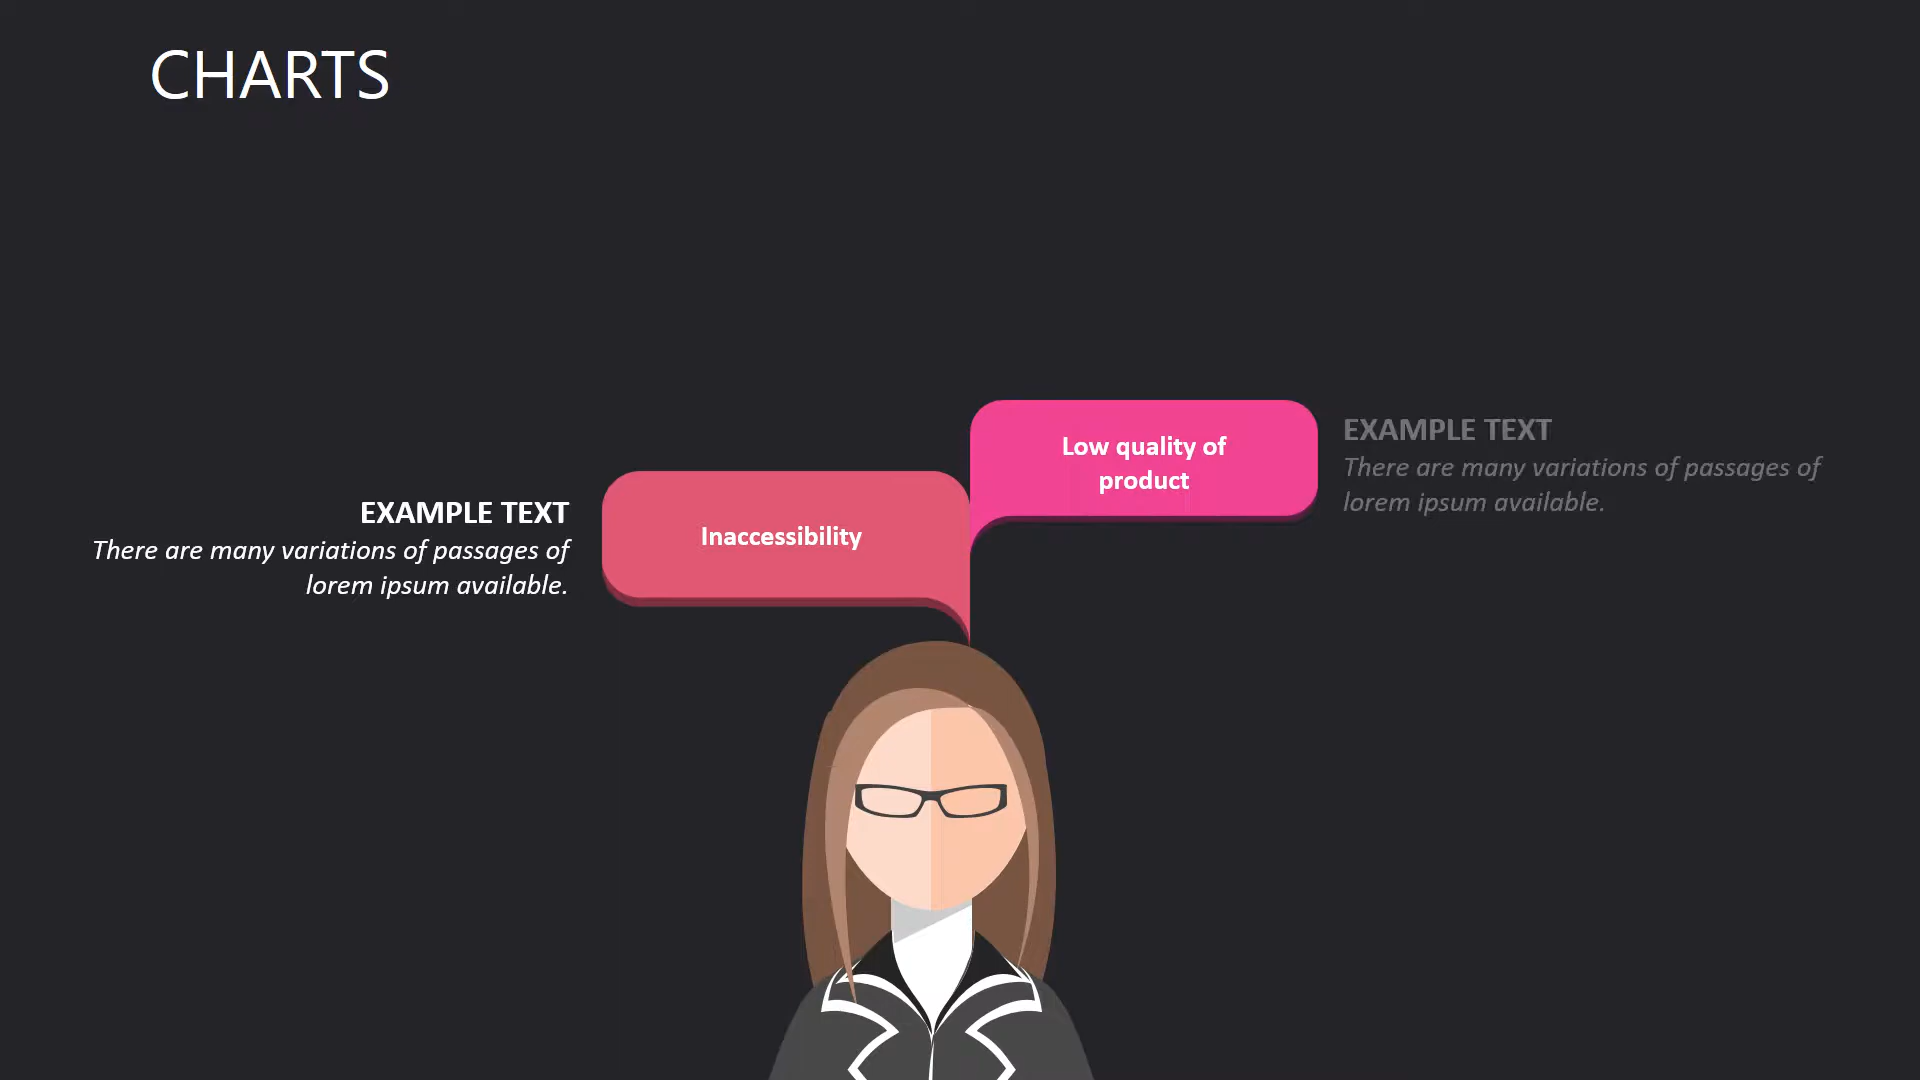 CHARTS
Low quality of
product
EXAMPLE TEXT
There are many variations of passages of
lorem ipsum available.
Inaccessibility
EXAMPLE TEXT
There are many variations of passages of
lorem ipsum available.